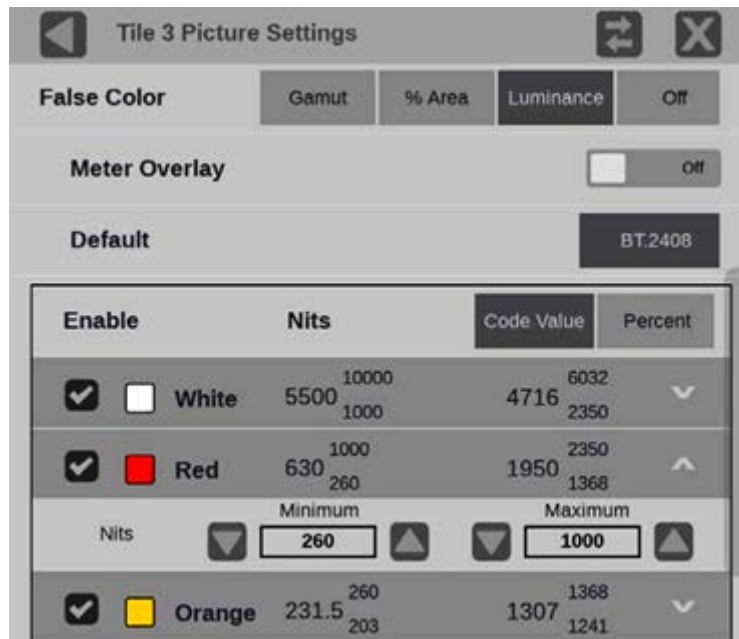 Tile 3 Picture Settings
False Color Gamut % Area Luminance Off
Meter Overlay Off
Default BT.2408
Enable Nits Code Value Percent
White 5500 10000 1000 4716 6032 2350
Red 630 1000 260 1950 2350 1368
Minimum Maximum
Nits 260 1000
Orange 231.5 260 203 1307 1368 1241